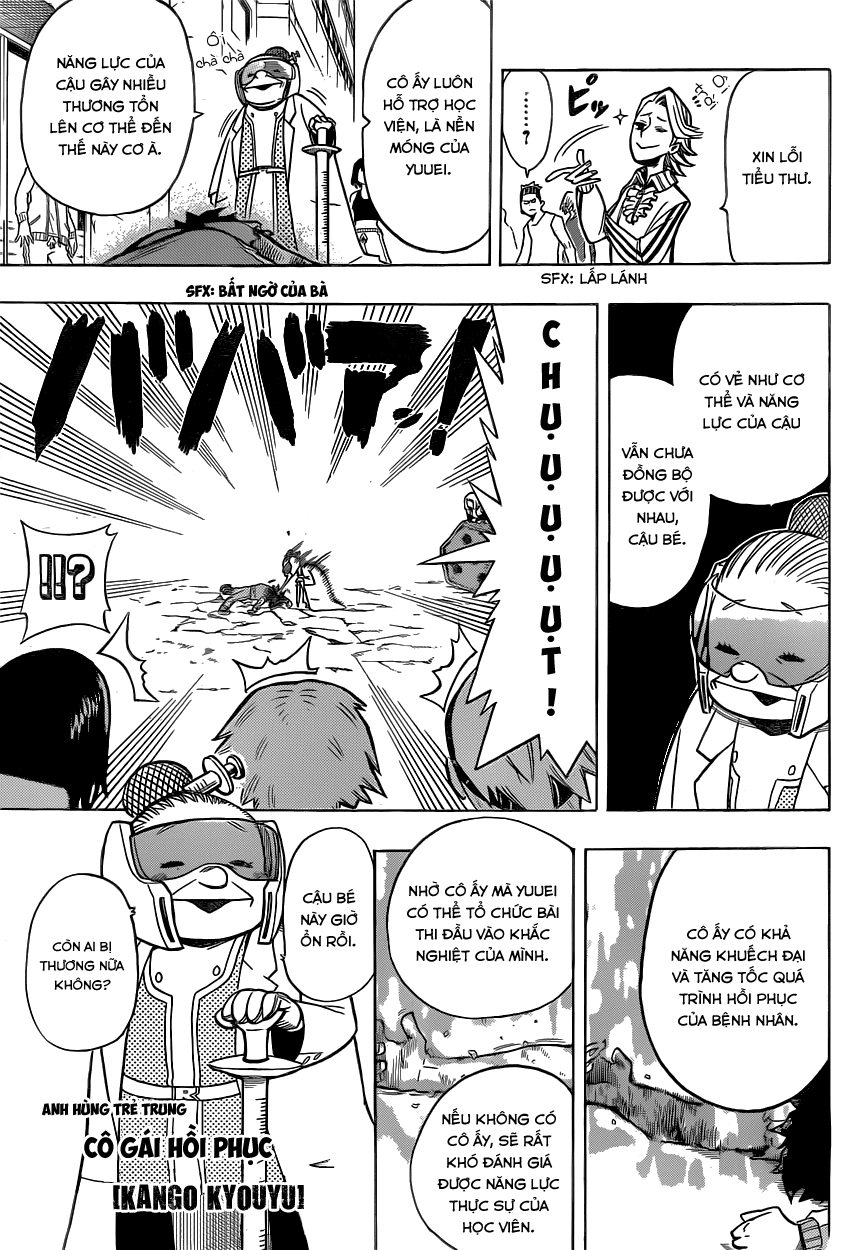 XIN LỖI
TIỂU THƯ.
ピッ
SFX: LẤP LÁNH
CÔ ẤY LUÔN
HỖ TRỢ HỌC
VIỆN, LÀ NỀN
MÓNG CỦA
YUUEI.
Ôi
chà chà
NĂNG LỰC CỦA
CẬU GÂY NHIỀU
THƯƠNG TỔN
LÊN CƠ THỂ ĐẾN
THẾ NÀY CƠ À.
CÓ VẺ NHƯ CƠ
THỂ VÀ NĂNG
LỰC CỦA CẬU
VẪN CHƯA
ĐỒNG BỘ
ĐƯỢC VỚI
NHAU,
CẬU BÉ.
SFX: BẤT NGỜ CỦA BÀ
CHỤỤỤỤỤT!
!!?
CÔ ẤY CÓ KHẢ
NĂNG KHUẾCH ĐẠI
VÀ TĂNG TỐC QUÁ
TRÌNH HỒI PHỤC
CỦA BỆNH NHÂN.
NHỜ CÔ ẤY MÀ YUUEI
CÓ THỂ TỔ CHỨC BÀI
THI ĐẦU VÀO KHẮC
NGHIỆT CỦA MÌNH.
NẾU KHÔNG CÓ
CÔ ẤY, SẼ RẤT
KHÓ ĐÁNH GIÁ
ĐƯỢC NĂNG LỰC
THỰC SỰ CỦA
HỌC VIÊN.
CẬU BÉ
NÀY GIỜ
ỔN RỒI.
CÒN AI BỊ
THƯƠNG NỮA
KHÔNG?
ANH HÙNG TRẺ TRUNG
CÔ GÁI HỒI PHỤC
[KANGO KYOUYU]